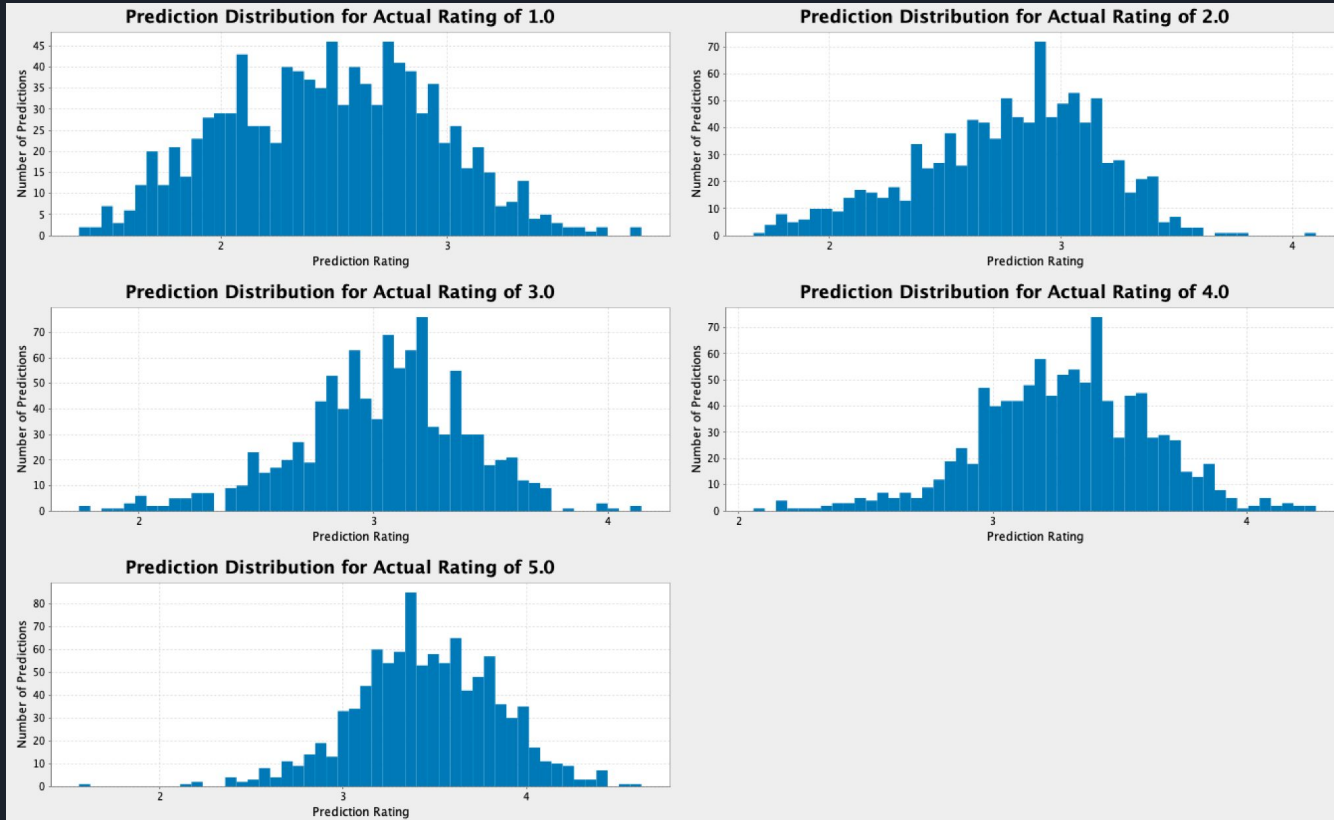 Prediction Distribution for Actual Rating of 1.0
45
40
35
30
25
20
15
10
5
0
Number of Predictions
2 3
Prediction Rating
Prediction Distribution for Actual Rating of 2.0
70
60
50
40
30
20
10
0
Number of Predictions
2 3 4
Prediction Rating
Prediction Distribution for Actual Rating of 3.0
70
60
50
40
30
20
10
0
Number of Predictions
2 3 4
Prediction Rating
Prediction Distribution for Actual Rating of 4.0
70
60
50
40
30
20
10
0
Number of Predictions
2 3 4
Prediction Rating
Prediction Distribution for Actual Rating of 5.0
80
70
60
50
40
30
20
10
0
Number of Predictions
2 3 4
Prediction Rating